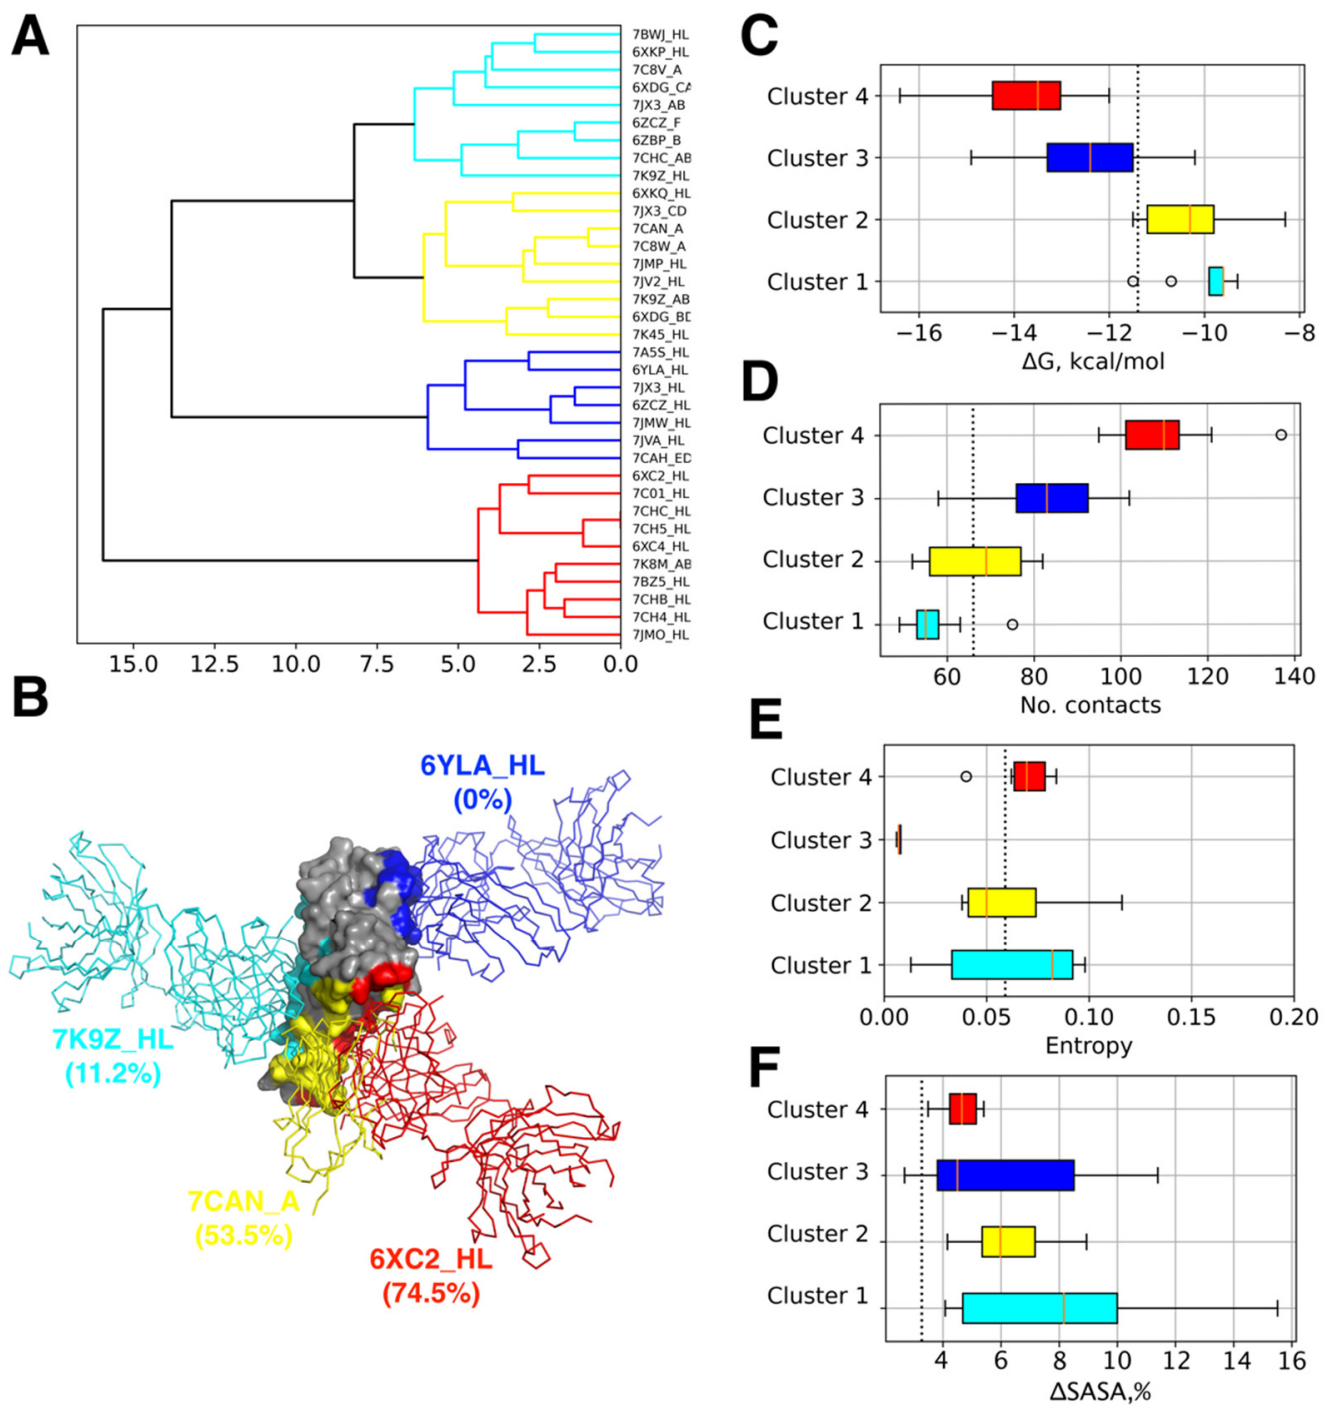 A
7BWJ_HL
6XKP_HL
7C8V_A
6XDG_CA
7JX3_AB
6ZCZ_F
6ZBP_B
7CHC_AB
7K9Z_HL
6XKQ_HL
7JX3_CD
7CAN_A
7C8W_A
7JMP_HL
7JV2_HL
7K9Z_AB
6XDG_BD
7K45_HL
7A5S_HL
6YLA_HL
7JX3_HL
6ZCZ_HL
7JMW_HL
7JVA_HL
7CAH_ED
6XC2_HL
7C01_HL
7CHC_HL
7CH5_HL
6XC4_HL
7K8M_AB
7BZ5_HL
7CHB_HL
7CH4_HL
7JMO_HL
15.0 12.5 10.0 7.5 5.0 2.5 0.0
B
6YLA_HL
(0%)
7K9Z_HL
(11.2%)
7CAN_A
(53.5%)
6XC2_HL
(74.5%)
C
Cluster 4
Cluster 3
Cluster 2
Cluster 1
−16 −14 −12 −10 −8
ΔG, kcal/mol
D
Cluster 4
Cluster 3
Cluster 2
Cluster 1
60 80 100 120 140
No. contacts
E
Cluster 4
Cluster 3
Cluster 2
Cluster 1
0.00 0.05 0.10 0.15 0.20
Entropy
F
Cluster 4
Cluster 3
Cluster 2
Cluster 1
4 6 8 10 12 14 16
ΔSASA,%